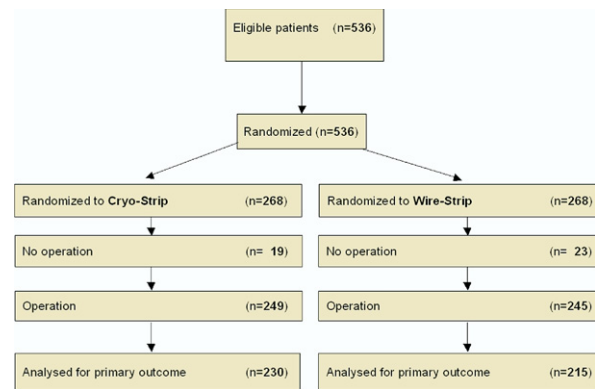 Eligible patients (n=536)
Randomized (n=536)
Randomized to Cryo-Strip (n=268)
Randomized to Wire-Strip (n=268)
No operation (n= 19)
No operation (n= 23)
Operation (n=249)
Operation (n=245)
Analysed for primary outcome (n=230)
Analysed for primary outcome (n=215)